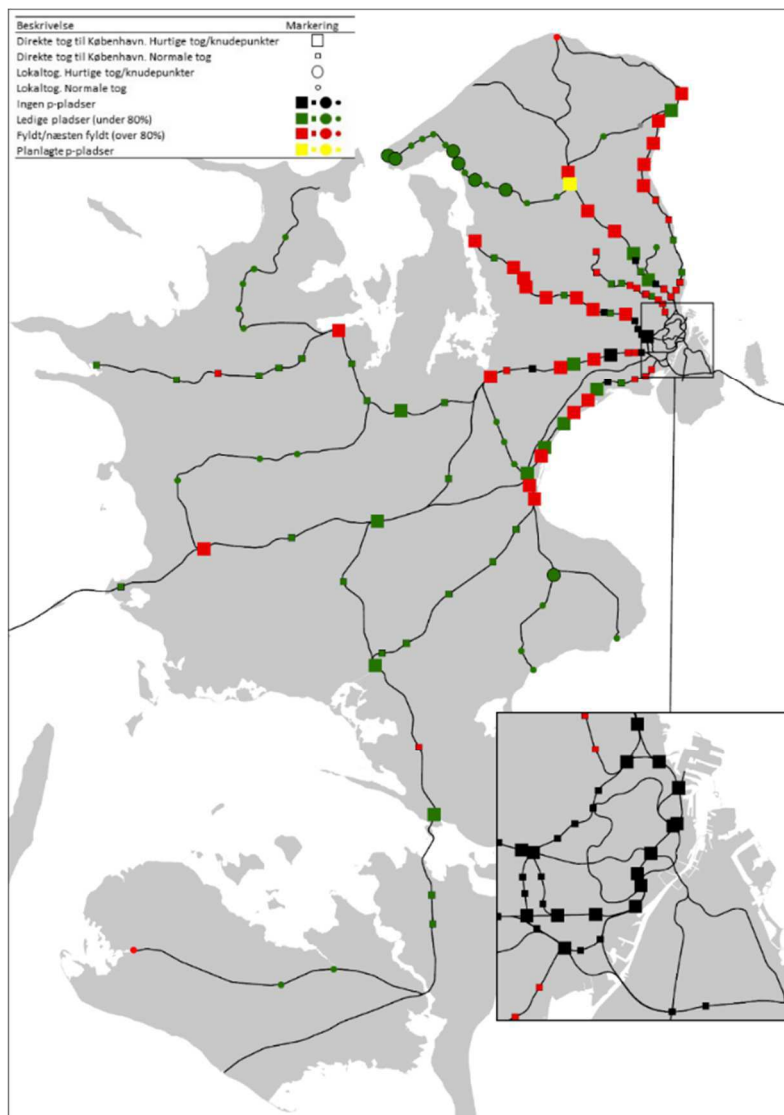 Beskrivelse Markering
Direkte tog til København. Hurtige tog/knudepunkter
Direkte tog til København. Normale tog
Lokaltog. Hurtige tog/knudepunkter
Lokaltog. Normale tog
Ingen p-pladser
Ledige pladser (under 80%)
Fyldt/næsten fyldt (over 80%)
Planlagte p-pladser